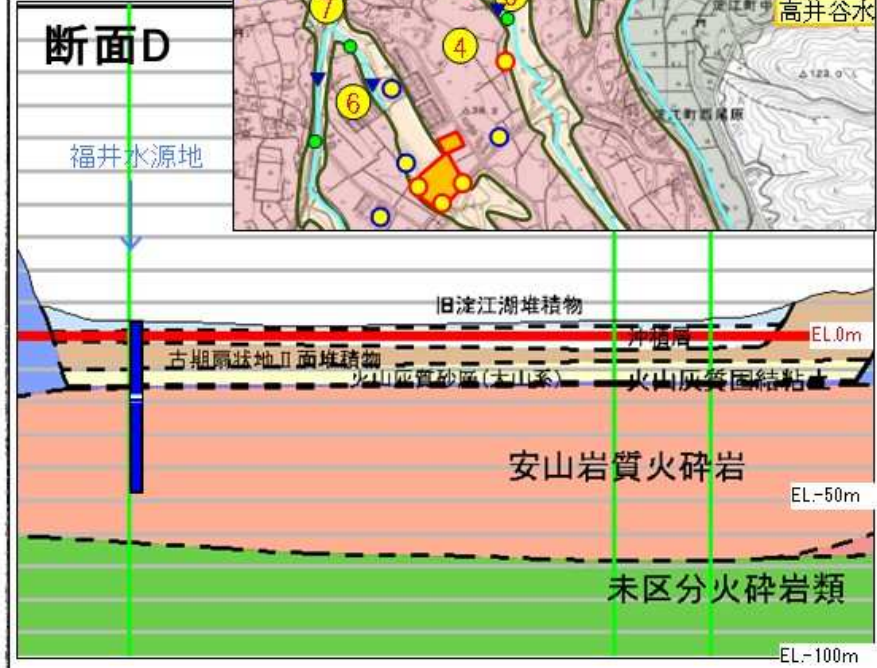 断面D
福井水源地
7
6
4
高井谷水
旧淀江湖堆積物
沖積層
EL.0m
古期扇状地Ⅱ面堆積物
火山灰質砂層(大山系)
火山灰質固結粘土
安山岩質火砕岩
EL.-50m
未区分火砕岩類
EL.-100m